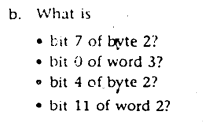 b. What is
• bit 7 of byte 2?
• bit 0 of word 3?
• bit 4 of byte 2?
• bit 11 of word 2?